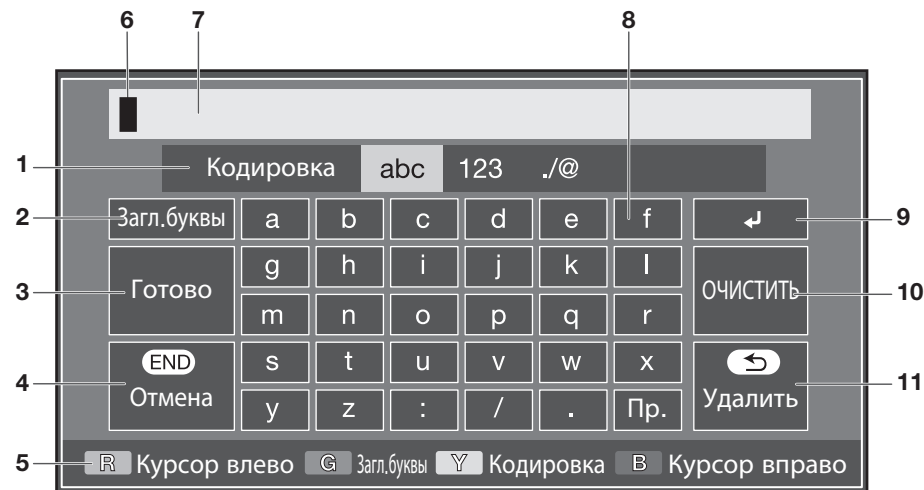 6 7 8
1 Кодировка abc 123 ./@
2 Загл.буквы a b c d e f ↲ 9
g h i j k l
3 Готово ОЧИСТИТЬ 10
m n o p q r
END s t u v w x
4 Отмена Удалить 11
y z : / . Пр.
5 R Курсор влево G Загл.буквы Y Кодировка B Курсор вправо